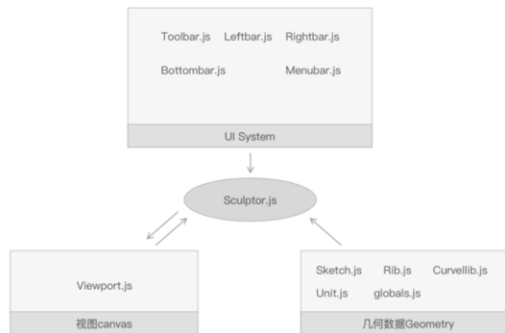 Toolbar.js Leftbar.js Rightbar.js
Bottombar.js Menubar.js
UI System
Sculptor.js
Viewport.js
视图canvas
Sketch.js Rib.js Curvellib.js
Unit.js globals.js
几何数据Geometry